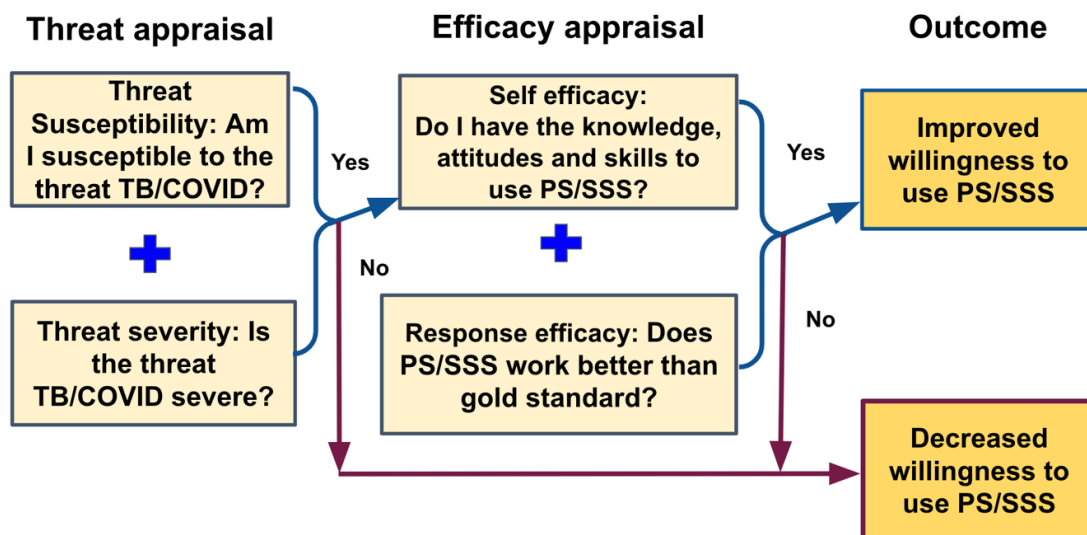 Threat appraisal
Efficacy appraisal
Outcome
Threat
Susceptibility: Am
I susceptible to the
threat TB/COVID?
Yes
Self efficacy:
Do I have the knowledge,
attitudes and skills to
use PS/SSS?
Yes
Improved
willingness to
use PS/SSS
No
No
Threat severity: Is
the threat
TB/COVID severe?
Response efficacy: Does
PS/SSS work better than
gold standard?
Decreased
willingness to
use PS/SSS